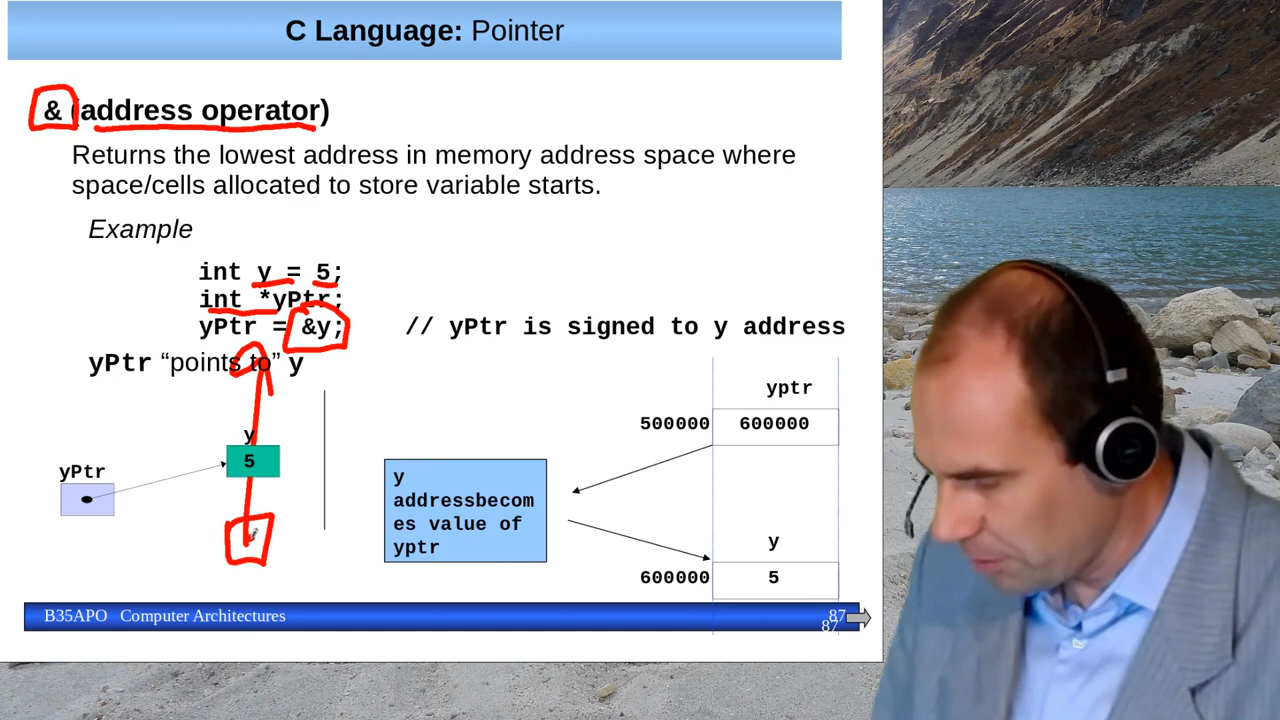 C Language: Pointer
& (address operator)
Returns the lowest address in memory address space where
space/cells allocated to store variable starts.
Example
int y = 5;
int *yPtr;
yPtr = &y; // yPtr is signed to y address
yPtr “points to” y
y
5
yPtr
y
addressbecom
es value of
yptr
yptr
500000 600000
y
600000 5
B35APO Computer Architectures
87
87